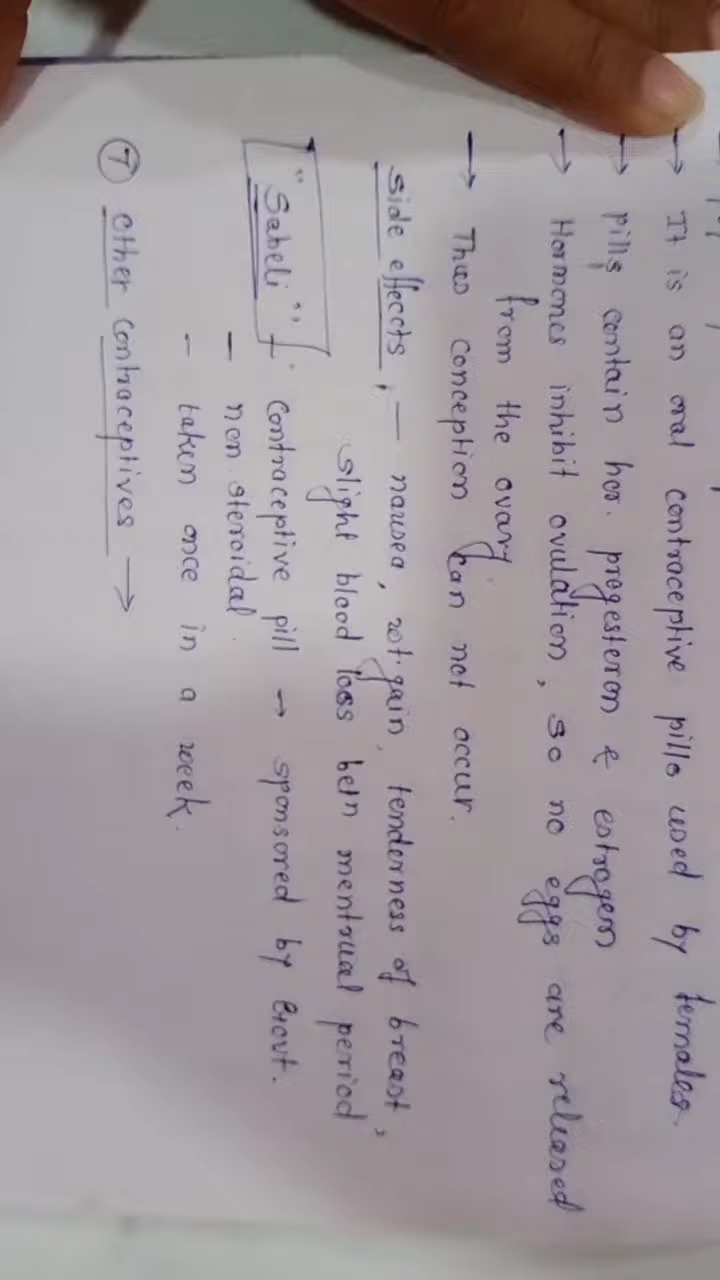 → It is an oral contraceptive pills used by females.
→ pills contain hor. progesteron & estrogem
→ Hormones inhibit ovulation, so no eggs are released
from the ovary
→ Thus conception can not occur.
side effects, - nausea, wt. gain, tenderness of breast,
slight blood loss betn mentrual period
"Saheli" - Contraceptive pill → sponsored by Govt.
- non. steroidal.
- taken once in a week.
⑦ Other Contraceptives →